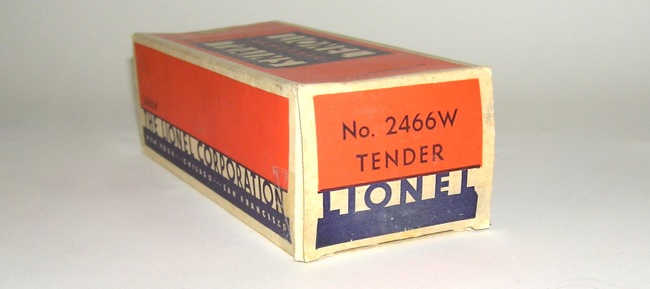 No. 2466W
TENDER
LIONEL
THE LIONEL CORPORATION
NEW YORK · CHICAGO · SAN FRANCISCO